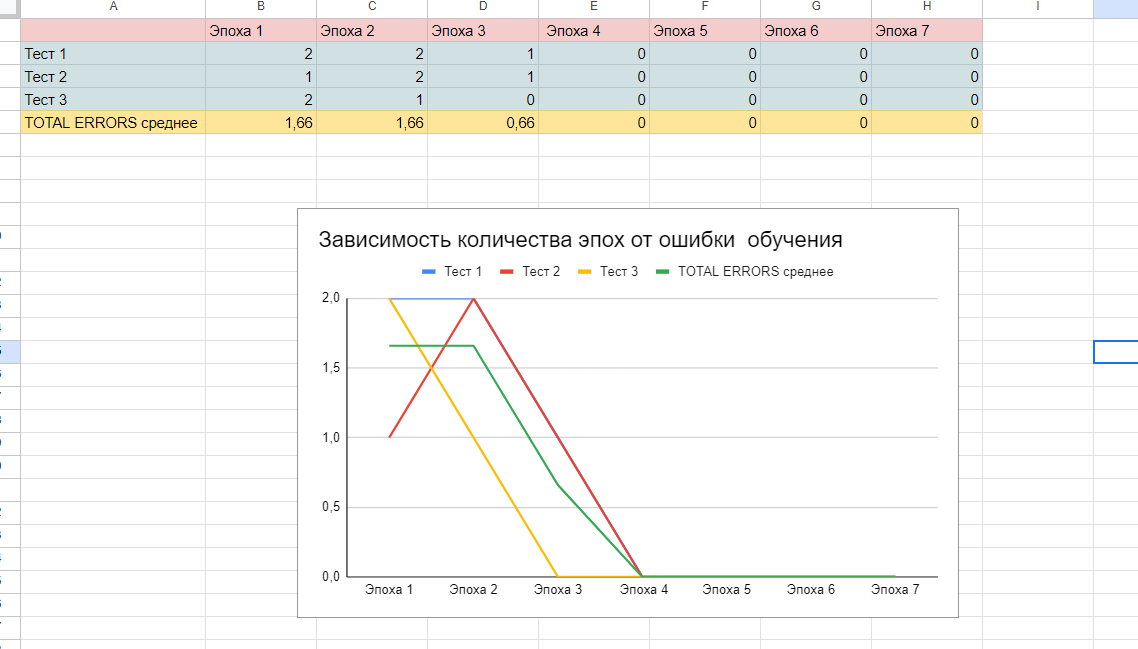 A B C D E F G H I
Эпоха 1 Эпоха 2 Эпоха 3 Эпоха 4 Эпоха 5 Эпоха 6 Эпоха 7
Тест 1 2 2 1 0 0 0 0
Тест 2 1 2 1 0 0 0 0
Тест 3 2 1 0 0 0 0 0
TOTAL ERRORS среднее 1,66 1,66 0,66 0 0 0 0
Зависимость количества эпох от ошибки обучения
Тест 1 Тест 2 Тест 3 TOTAL ERRORS среднее
2,0
1,5
1,0
0,5
0,0
Эпоха 1 Эпоха 2 Эпоха 3 Эпоха 4 Эпоха 5 Эпоха 6 Эпоха 7